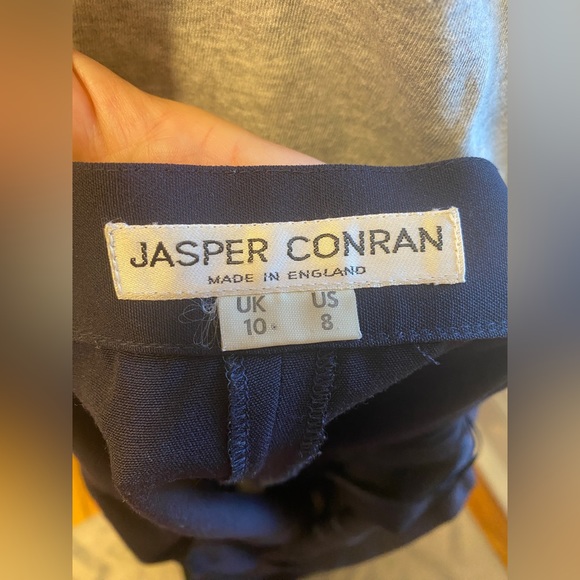 JASPER CONRAN
MADE IN ENGLAND
UK US
10 8